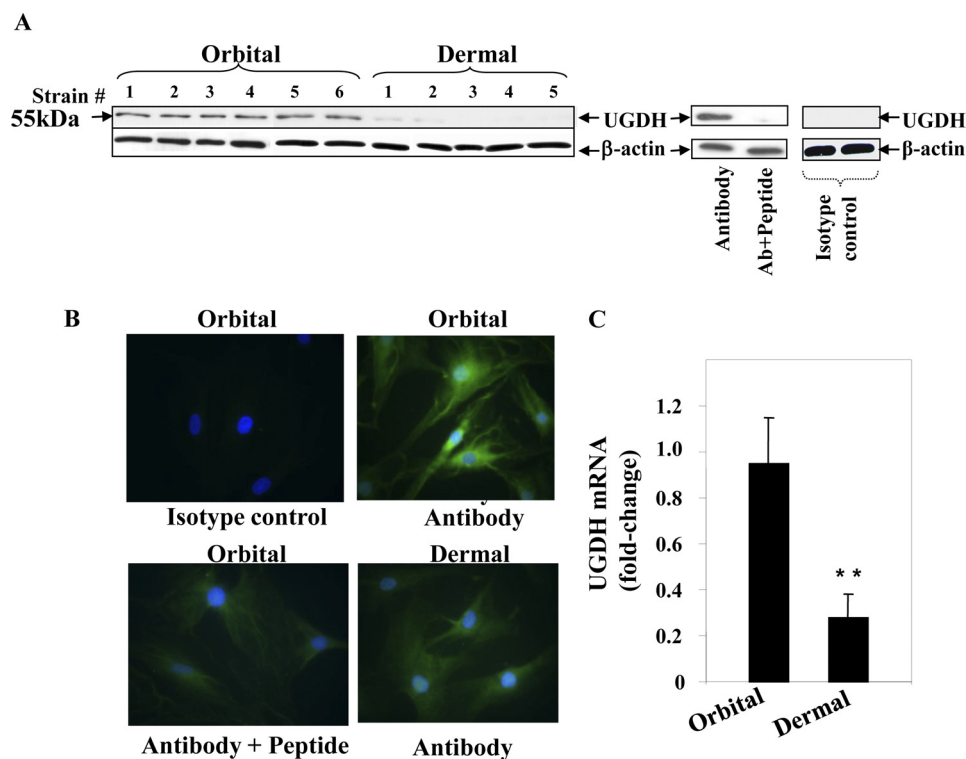 A
Orbital
Dermal
Strain # 1 2 3 4 5 6 1 2 3 4 5
55kDa UGDH UGDH
β-actin β-actin
Antibody
Ab+Peptide
Isotype
control
B
Orbital
Orbital
Isotype control
Antibody
Orbital
Dermal
Antibody + Peptide
Antibody
C
UGDH mRNA
(fold-change)
1.2
1.0
0.8
0.6
0.4
0.2
0
* *
Orbital
Dermal